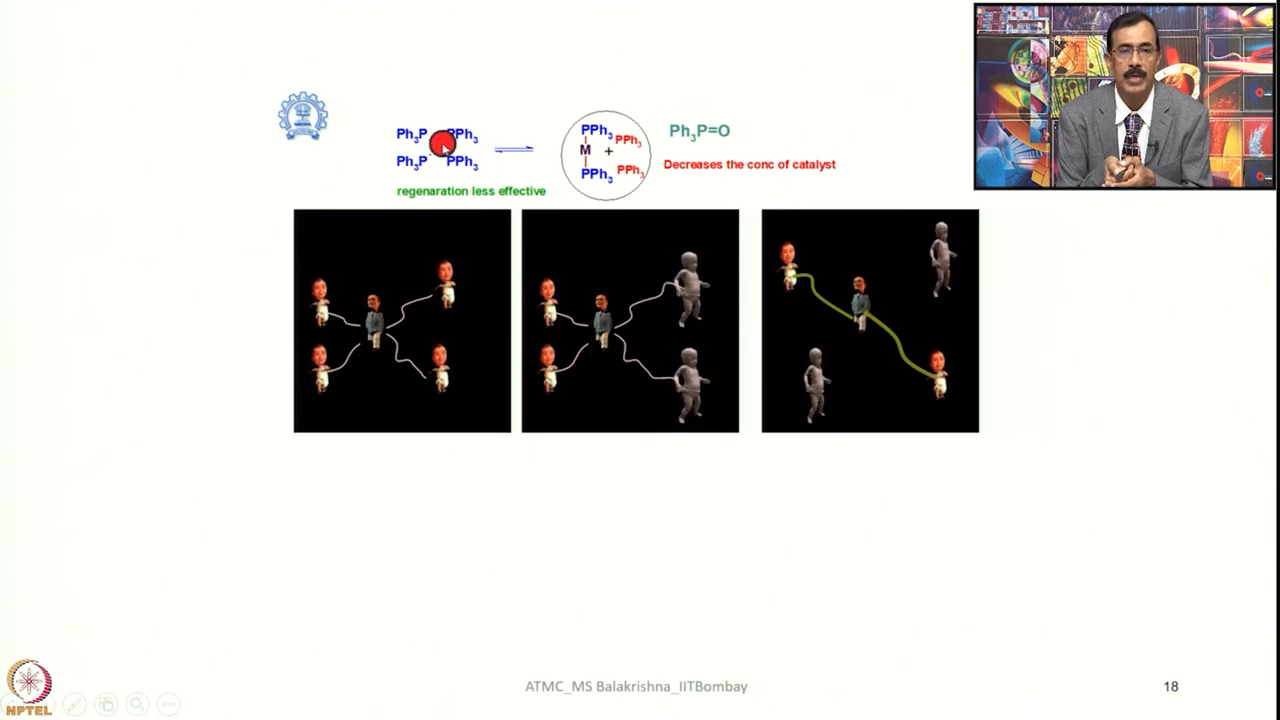 Ph3P PPh3
Ph3P PPh3
regenaration less effective
PPh3
M + PPh3
PPh3 PPh3
Ph3P=O
Decreases the conc of catalyst
NPTEL
ATMC_MS Balakrishna_IITBombay
18